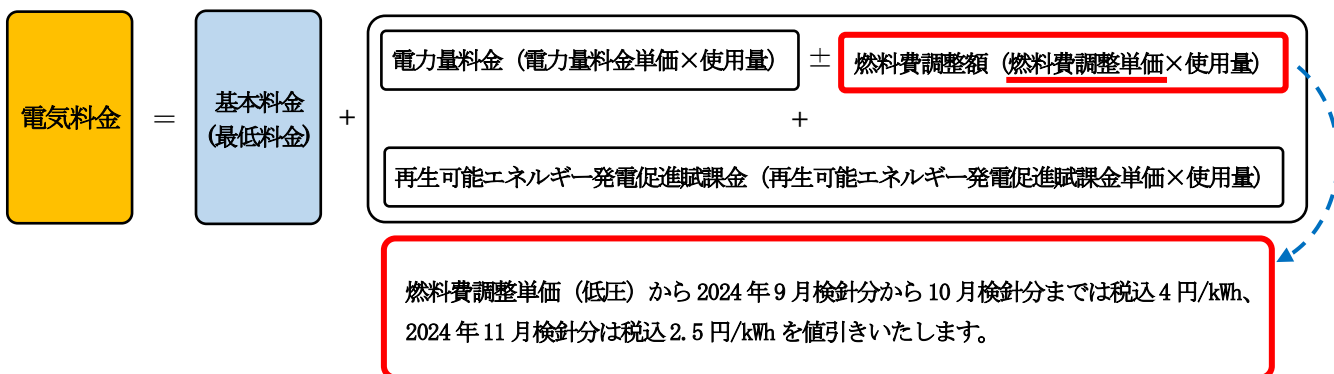 電気料金
＝
基本料金
(最低料金)
+
電力量料金（電力量料金単価×使用量）
±
燃料費調整額（燃料費調整単価×使用量）
+
再生可能エネルギー発電促進賦課金（再生可能エネルギー発電促進賦課金単価×使用量）
燃料費調整単価（低圧）から2024年9月検針分から10月検針分までは税込4円/kWh、
2024年11月検針分は税込2.5円/kWhを値引きいたします。